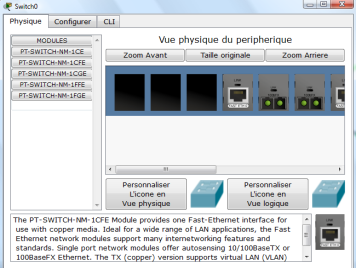 Switch0
Physique Configurer CLI
MODULES
PT-SWITCH-NM-1CE
PT-SWITCH-NM-1CFE
PT-SWITCH-NM-1CGE
PT-SWITCH-NM-1FFE
PT-SWITCH-NM-1FGE
Vue physique du peripherique
Zoom Avant Taille originale Zoom Arriere
Personnaliser
L'icone en
Vue physique
Personnaliser
L'icone en
Vue logique
The PT-SWITCH-NM-1CFE Module provides one Fast-Ethernet interface for
use with copper media. Ideal for a wide range of LAN applications, the Fast
Ethernet network modules support many internetworking features and
standards. Single port network modules offer autosensing 10/100BaseTX or
100BaseFX Ethernet. The TX (copper) version supports virtual LAN (VLAN)